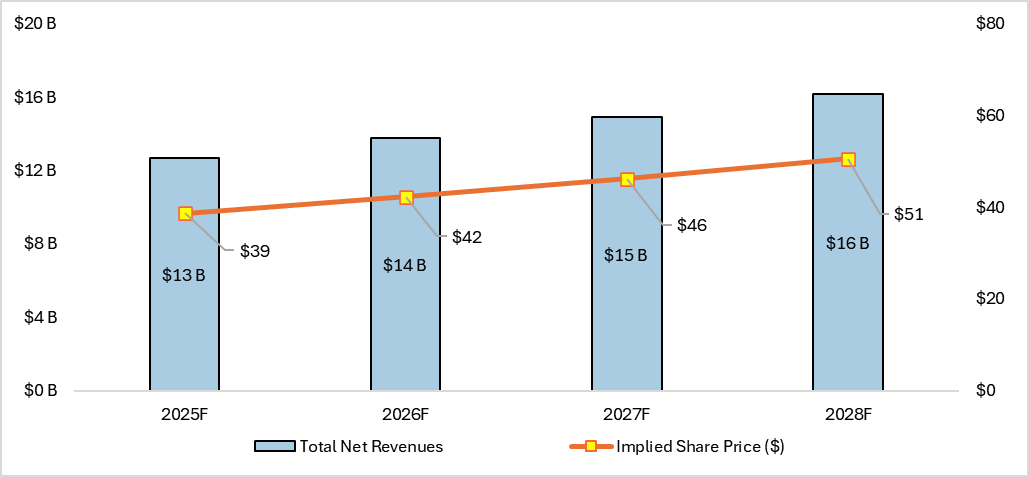 $20 B
$80
$16 B
$60
$12 B
$40
$8 B
$20
$4 B
$0 B
$0
$13 B
$14 B
$15 B
$16 B
$39
$42
$46
$51
2025F
2026F
2027F
2028F
Total Net Revenues
Implied Share Price ($)